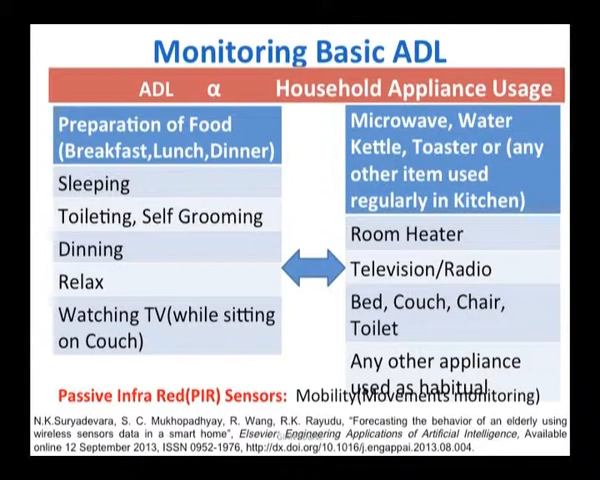 Monitoring Basic ADL
ADL α Household Appliance Usage
Preparation of Food
(Breakfast,Lunch,Dinner)
Sleeping
Toileting, Self Grooming
Dinning
Relax
Watching TV(while sitting
on Couch)
Microwave, Water
Kettle, Toaster or (any
other item used
regularly in Kitchen)
Room Heater
Television/Radio
Bed, Couch, Chair,
Toilet
Any other appliance
used as habitual
Passive Infra Red(PIR) Sensors: Mobility(Movements monitoring)
N.K.Suryadevara, S. C. Mukhopadhyay, R. Wang, R.K. Rayudu, "Forecasting the behavior of an elderly using
wireless sensors data in a smart home", Elsevier: Engineering Applications of Artificial Intelligence, Available
online 12 September 2013, ISSN 0952-1976, http://dx.doi.org/10.1016/j.engappai.2013.08.004.